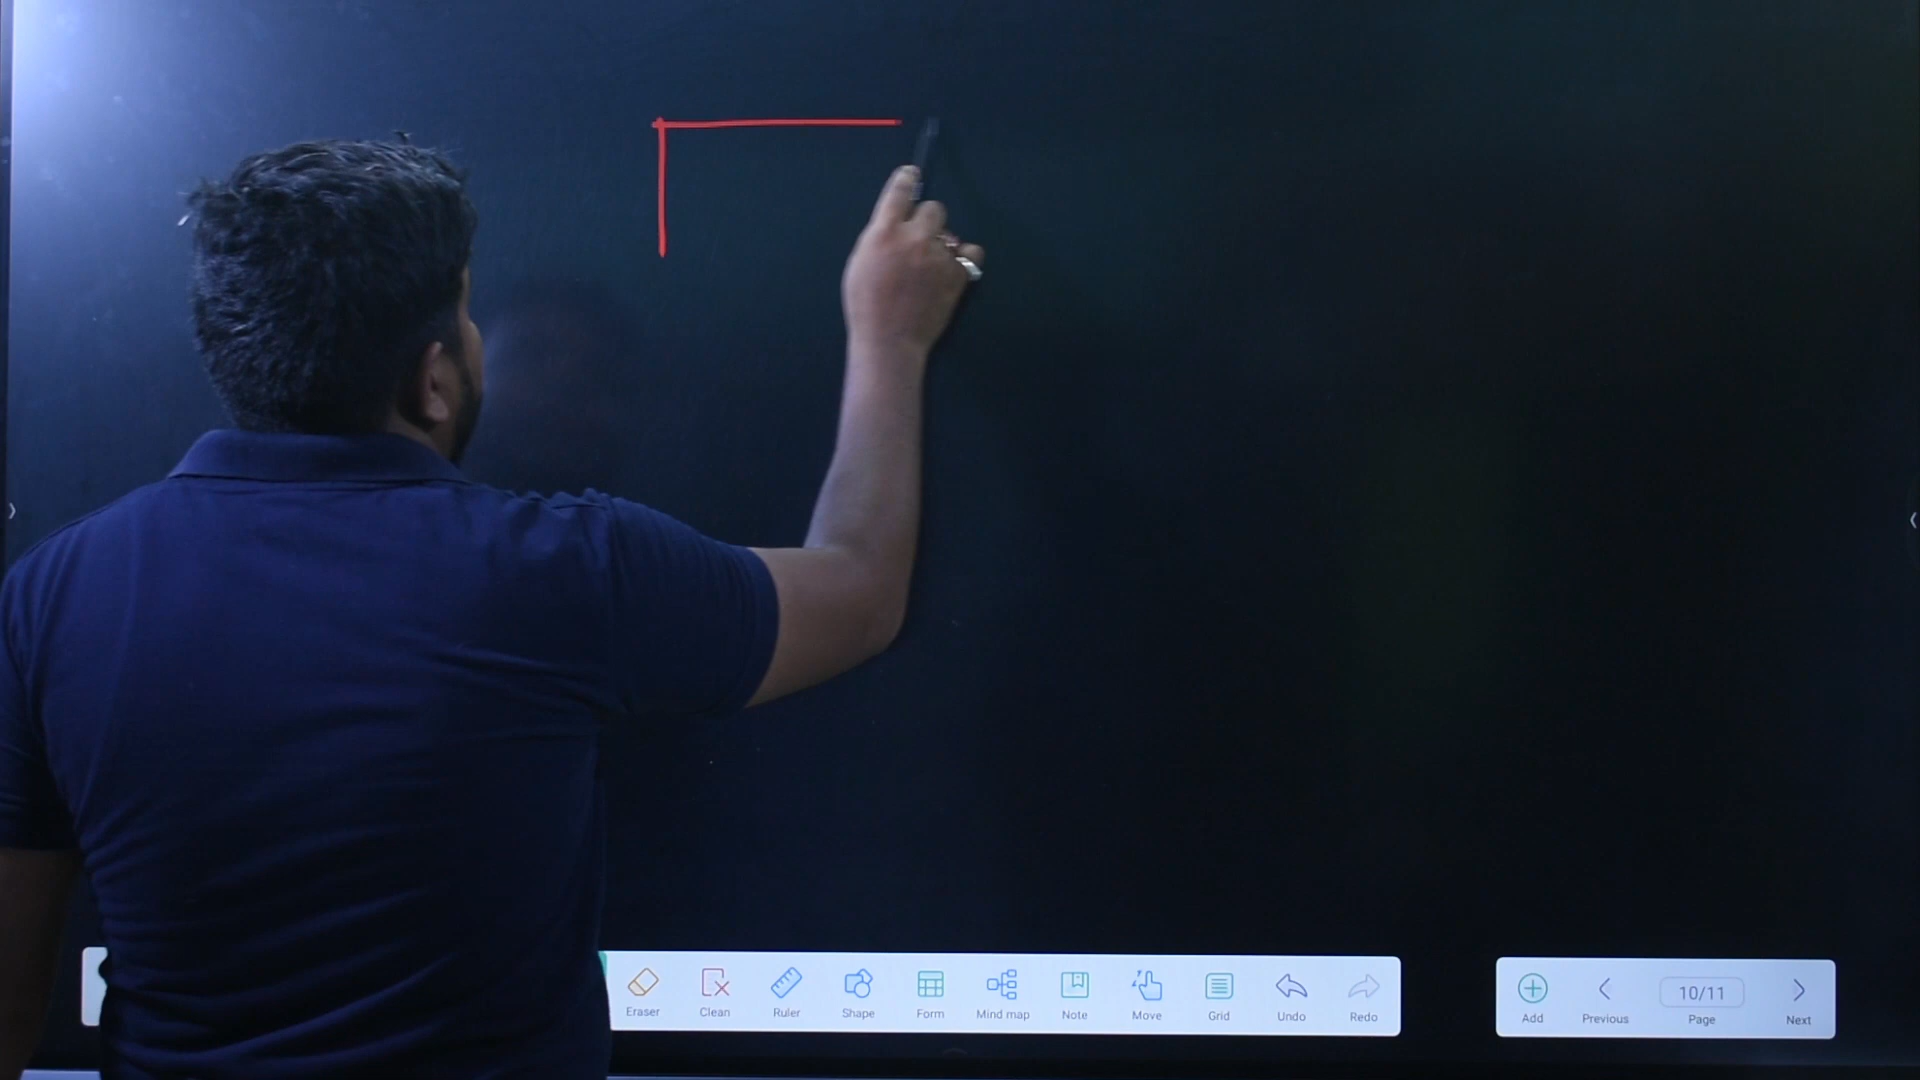 Eraser Clean Ruler Shape Form Mind map Note Move Grid Undo Redo
Add Previous 10/11 Page Next